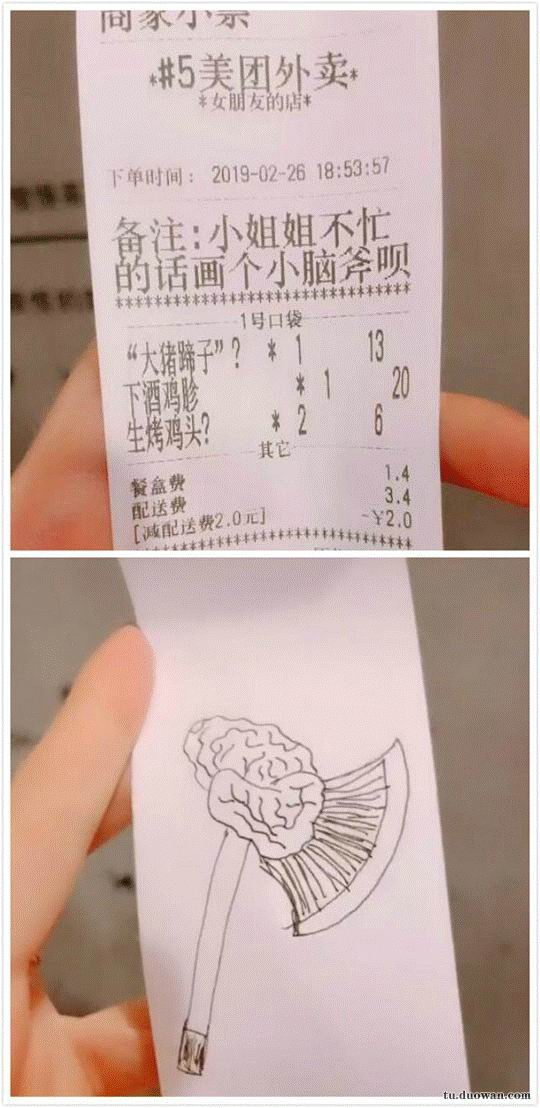 商家小票
*#5美团外卖*
*女朋友的店*
下单时间: 2019-02-26 18:53:57
备注:小姐姐不忙
的话画个小脑斧呗
********************************
1号口袋
“大猪蹄子”? * 1 13
下酒鸡胗 * 1 20
生烤鸡头? * 2 6
其它
餐盒费 1.4
配送费 3.4
[减配送费2.0元] -¥2.0
tu.duowan.com